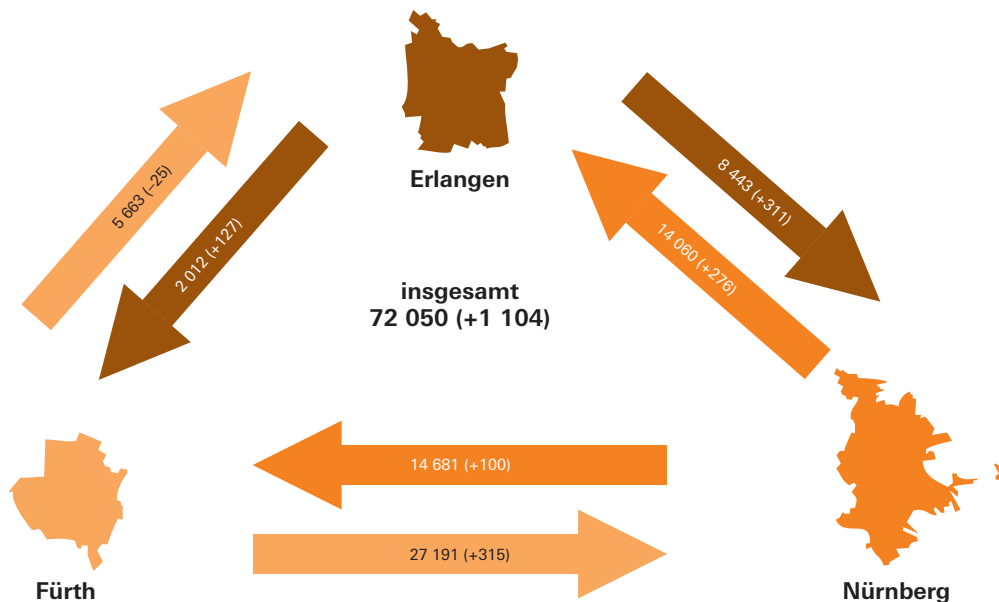 Erlangen
5 663 (–25)
2 012 (+127)
8 443 (+311)
14 060 (+276)
insgesamt
72 050 (+1 104)
14 681 (+100)
27 191 (+315)
Fürth
Nürnberg